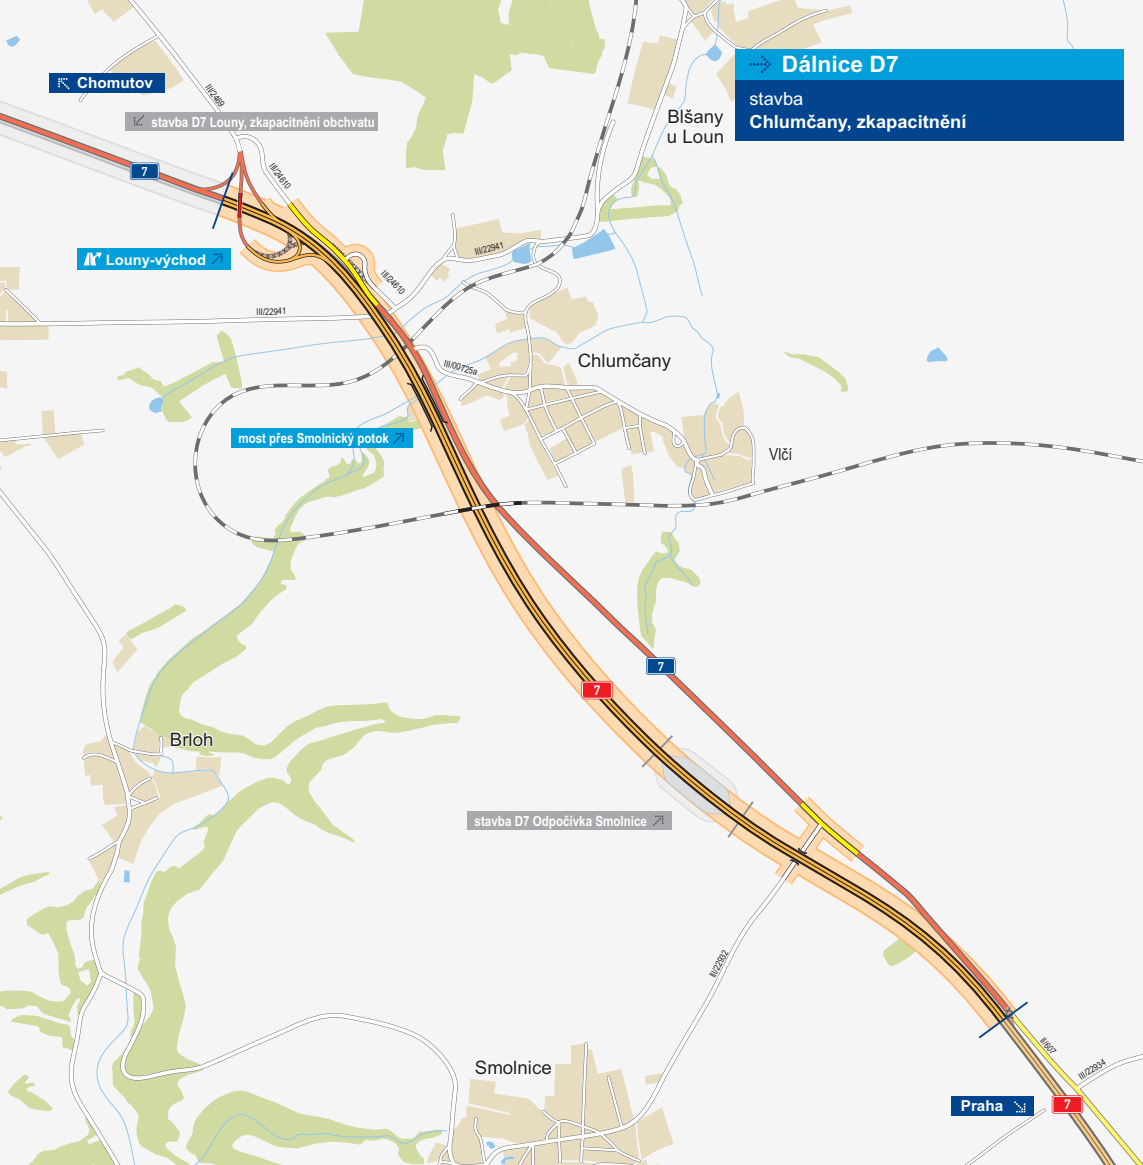 Dálnice D7
stavba
Chlumčany, zkapacitnění
Chomutov
III/2469
stavba D7 Louny, zkapacitnění obchvatu
Blšany
u Loun
7
III/24610
Louny-východ
III/22941
III/24610
III/22941
Chlumčany
III/00725a
most přes Smolnický potok
Vlčí
7
7
Brloh
stavba D7 Odpočívka Smolnice
III/22932
Smolnice
II/607
III/22934
Praha
7